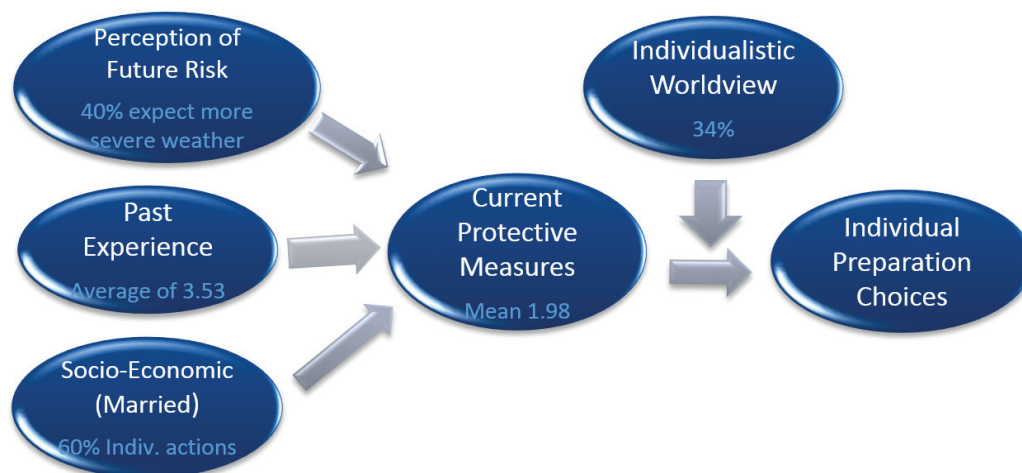 Perception of
Future Risk
40% expect more
severe weather
Individualistic
Worldview
34%
Past
Experience
Average of 3.53
Current
Protective
Measures
Mean 1.98
Individual
Preparation
Choices
Socio-Economic
(Married)
60% Indiv. actions